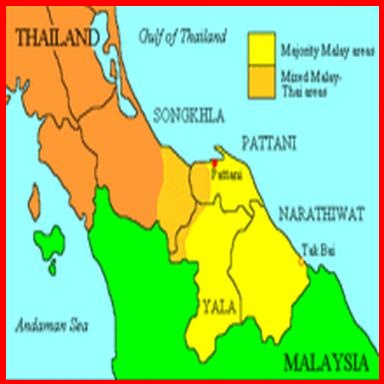 THAILAND
Gulf of Thailand
Majority Malay areas
Mixed Malay-
Thai areas
SONGKHLA
PATTANI
Pattani
NARATHIWAT
Tak Bai
YALA
Andaman Sea
MALAYSIA